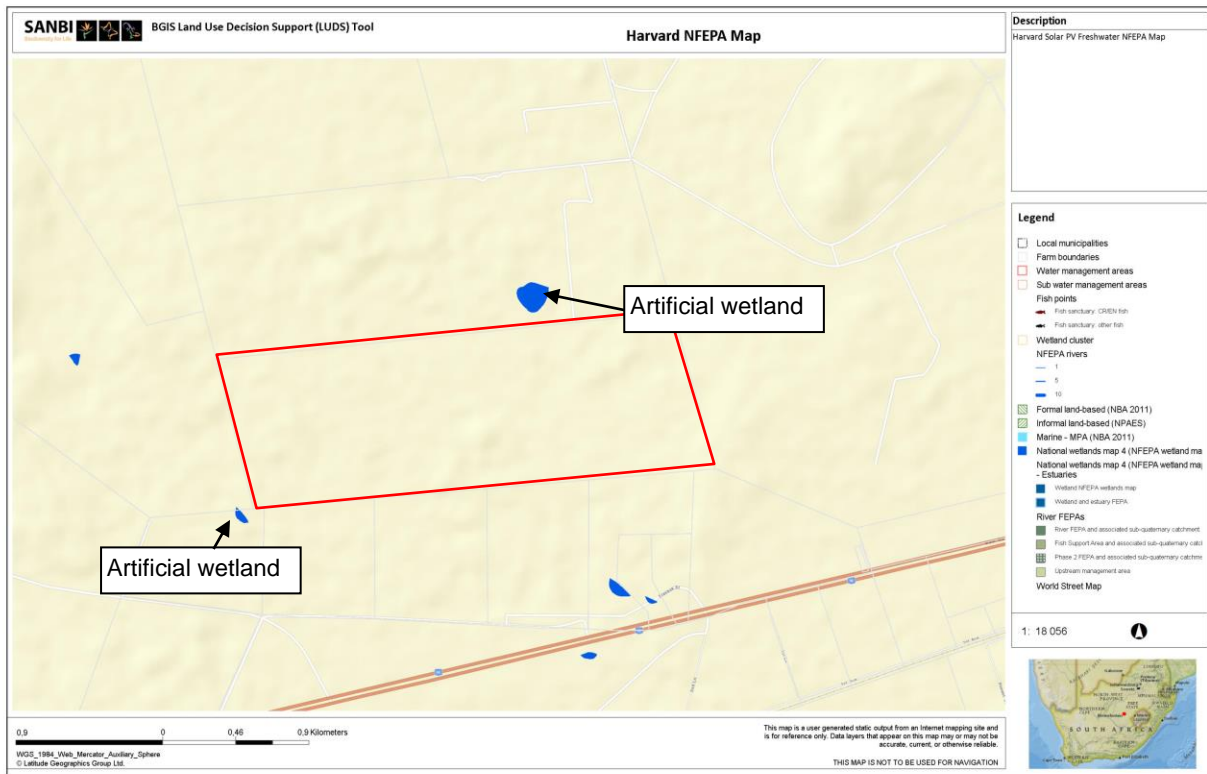 SANBI
Biodiversity for Life
BGIS Land Use Decision Support (LUDS) Tool
Harvard NFEPA Map
Description
Harvard Solar PV Freshwater NFEPA Map
Artificial wetland
Artificial wetland
Legend
Local municipalities
Farm boundaries
Water management areas
Sub water management areas
Fish points
Fish sanctuary: CR/EN fish
Fish sanctuary: other fish
Wetland cluster
NFEPA rivers
1
5
10
Formal land-based (NBA 2011)
Informal land-based (NPAES)
Marine - MPA (NBA 2011)
National wetlands map 4 (NFEPA wetland ma
National wetlands map 4 (NFEPA wetland ma
- Estuaries
Wetland NFEPA wetlands map
Wetland and estuary FEPA
River FEPAs
River FEPA and associated sub-quaternary catchment
Fish Support Area and associated sub-quaternary catch
Phase 2 FEPA and associated sub-quaternary catchme
Upstream management area
World Street Map
1: 18 056
0,9
0
0,46
0,9 Kilometers
WGS_1984_Web_Mercator_Auxiliary_Sphere
© Latitude Geographics Group Ltd.
This map is a user generated static output from an Internet mapping site and
is for reference only. Data layers that appear on this map may or may not be
accurate, current, or otherwise reliable.
THIS MAP IS NOT TO BE USED FOR NAVIGATION
SOUTH AFRICA